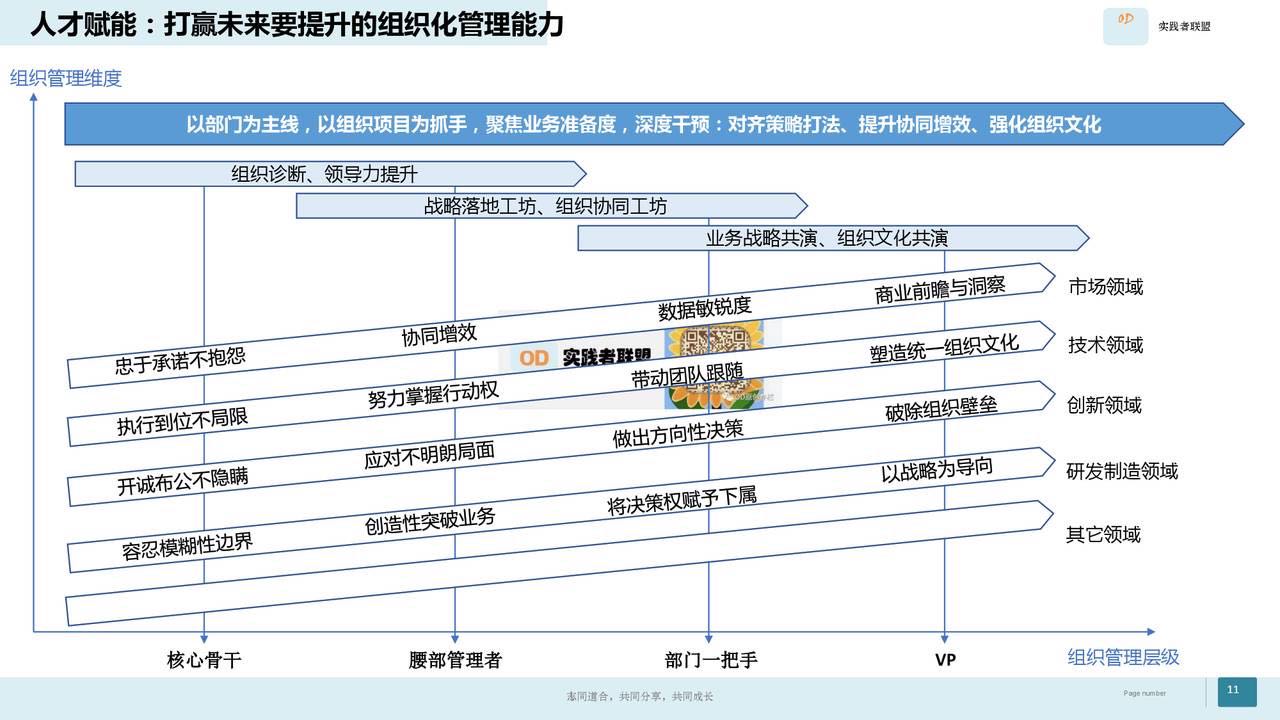 人才赋能：打赢未来要提升的组织化管理能力
OD
实践者联盟
组织管理维度
以部门为主线，以组织项目为抓手，聚焦业务准备度，深度干预：对齐策略打法、提升协同增效、强化组织文化
组织诊断、领导力提升
战略落地工坊、组织协同工坊
业务战略共演、组织文化共演
忠于承诺不抱怨
协同增效
数据敏锐度
商业前瞻与洞察
市场领域
OD 实践者联盟
执行到位不局限
努力掌握行动权
带动团队跟随
塑造统一组织文化
技术领域
开诚布公不隐瞒
应对不明朗局面
做出方向性决策
破除组织壁垒
创新领域
容忍模糊性边界
创造性突破业务
将决策权赋予下属
以战略为导向
研发制造领域
其它领域
核心骨干
腰部管理者
部门一把手
VP
组织管理层级
志同道合，共同分享，共同成长
Page number
11